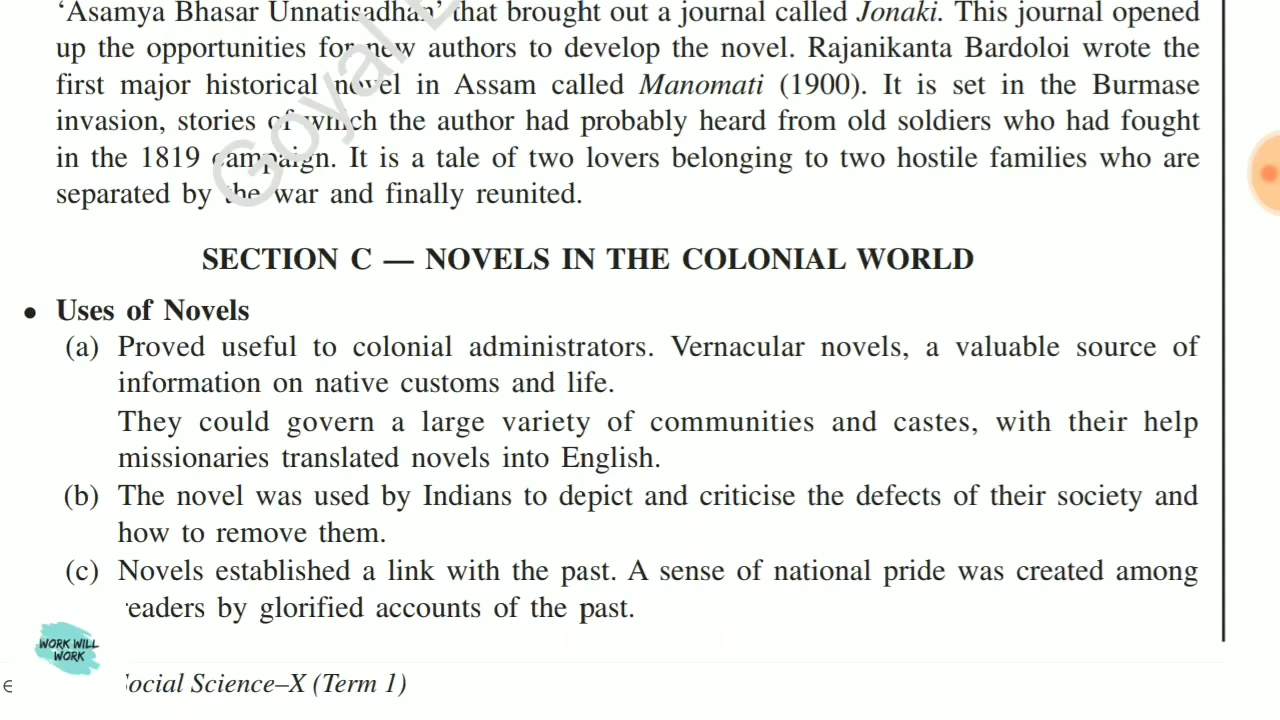 ‘Asamya Bhasar Unnatisadhan’ that brought out a journal called Jonaki. This journal opened
up the opportunities for new authors to develop the novel. Rajanikanta Bardoloi wrote the
first major historical novel in Assam called Manomati (1900). It is set in the Burmase
invasion, stories of which the author had probably heard from old soldiers who had fought
in the 1819 campaign. It is a tale of two lovers belonging to two hostile families who are
separated by the war and finally reunited.
SECTION C — NOVELS IN THE COLONIAL WORLD
• Uses of Novels
(a) Proved useful to colonial administrators. Vernacular novels, a valuable source of
information on native customs and life.
They could govern a large variety of communities and castes, with their help
missionaries translated novels into English.
(b) The novel was used by Indians to depict and criticise the defects of their society and
how to remove them.
(c) Novels established a link with the past. A sense of national pride was created among
readers by glorified accounts of the past.
WORK WILL
WORK
ocial Science–X (Term 1)
Goyal